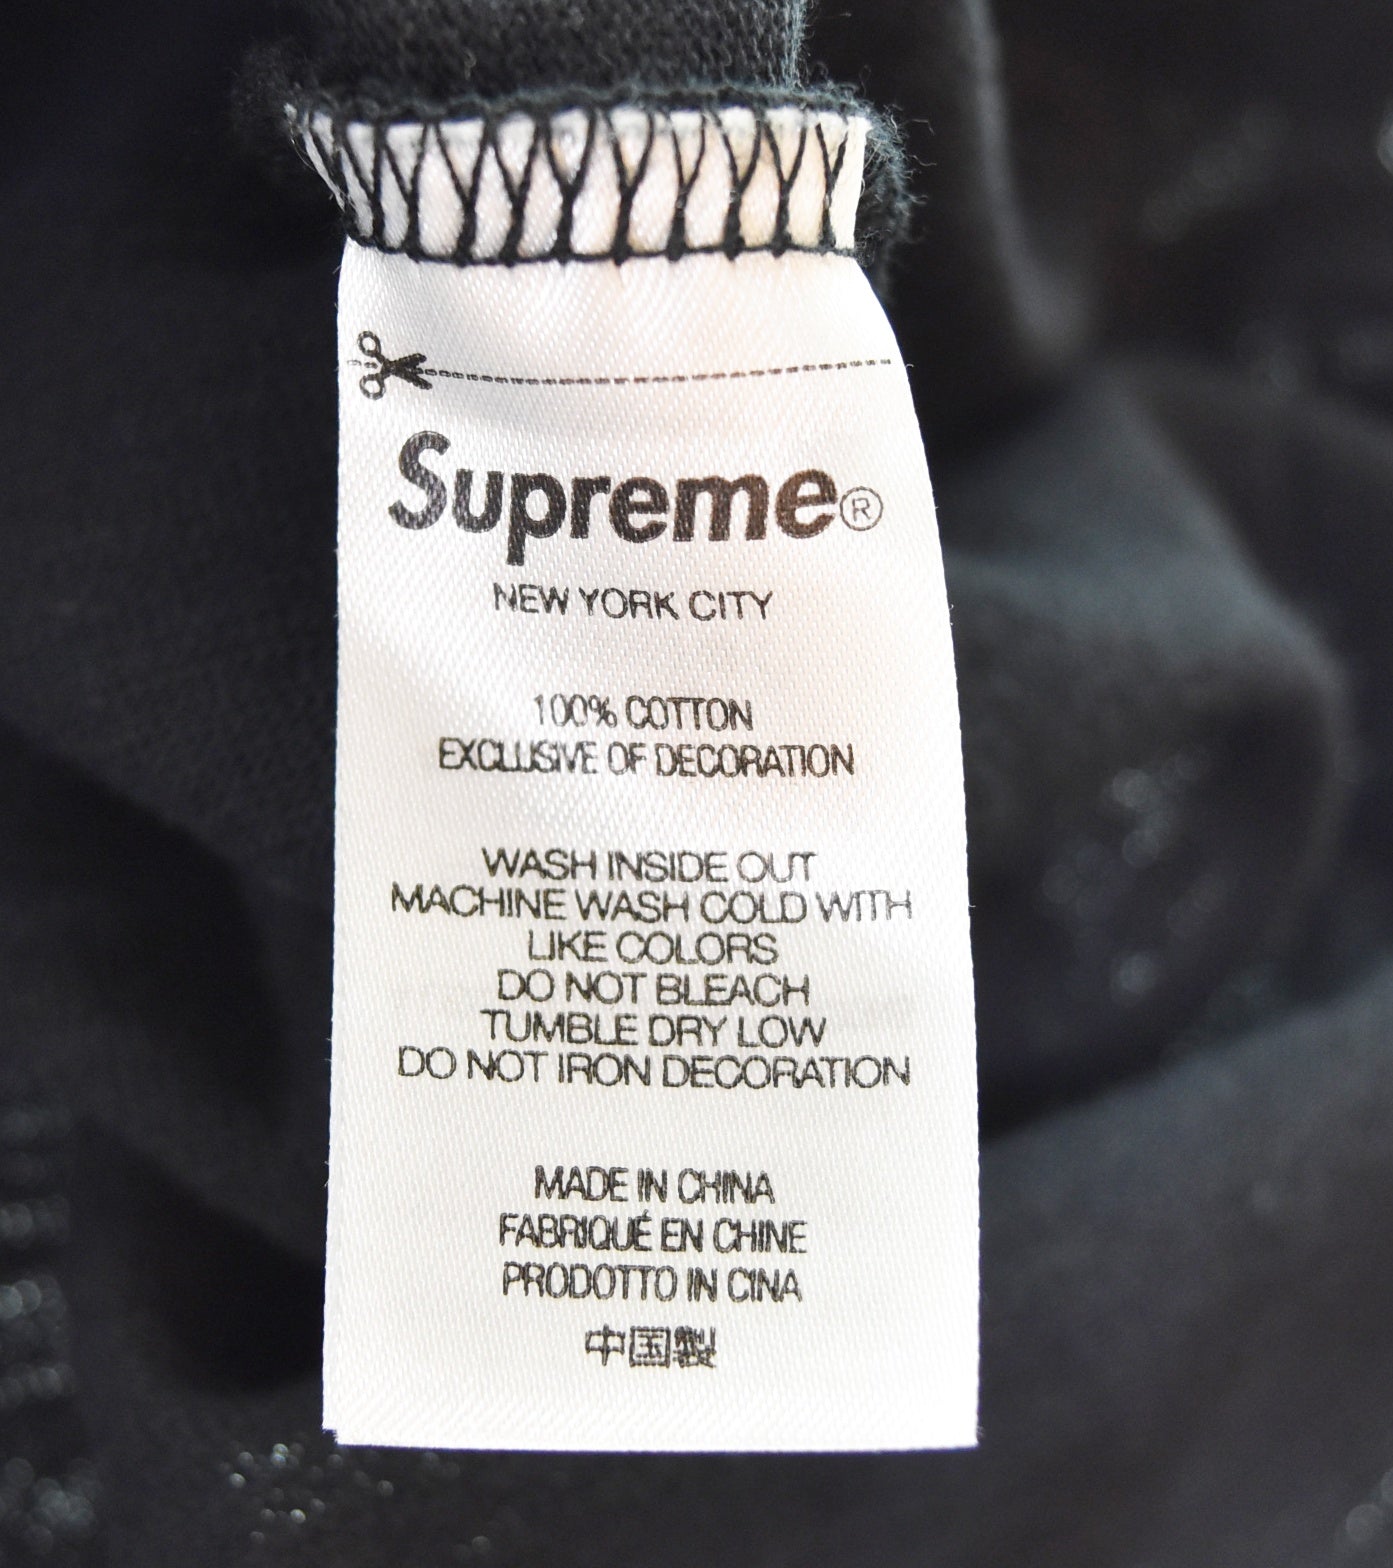 Supreme®
NEW YORK CITY
100% COTTON
EXCLUSIVE OF DECORATION
WASH INSIDE OUT
MACHINE WASH COLD WITH
LIKE COLORS
DO NOT BLEACH
TUMBLE DRY LOW
DO NOT IRON DECORATION
MADE IN CHINA
FABRIQUÉ EN CHINE
PRODOTTO IN CINA
中国製